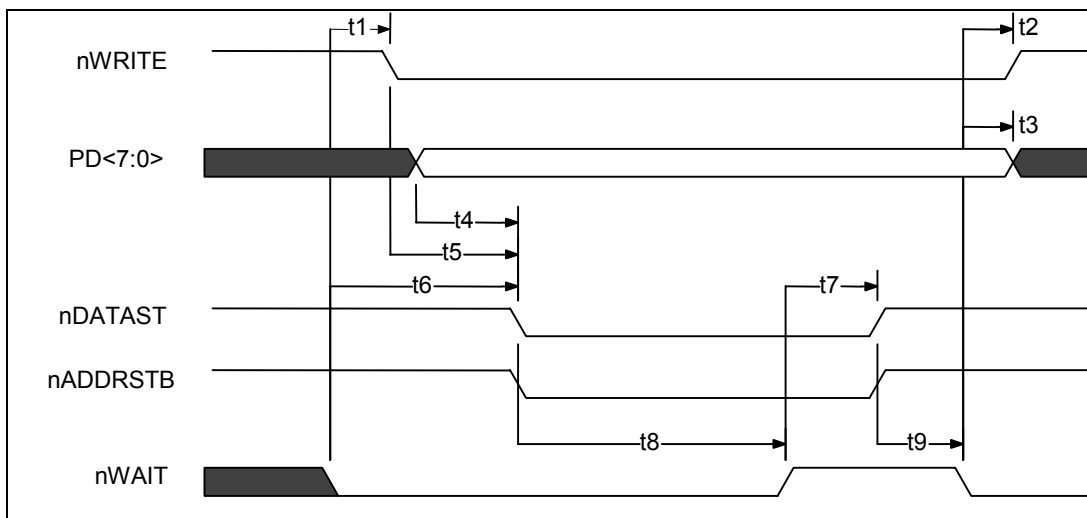 t1
t2
nWRITE
t3
PD<7:0>
t4
t5
t6
t7
nDATAST
nADDRSTB
t8
t9
nWAIT